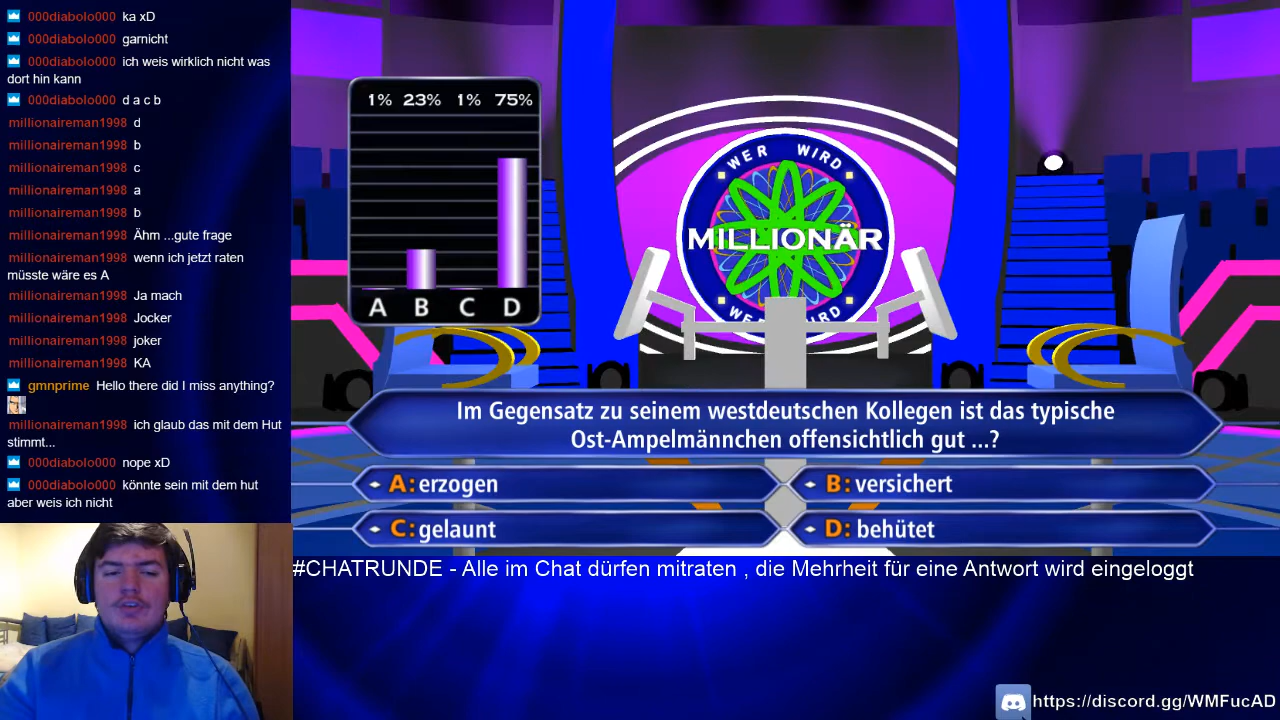 000diabolo000 ka xD
000diabolo000 garnicht
000diabolo000 ich weis wirklich nicht was
dort hin kann
000diabolo000 d a c b
millionaireman1998 d
millionaireman1998 b
millionaireman1998 c
millionaireman1998 a
millionaireman1998 b
millionaireman1998 Ähm ...gute frage
millionaireman1998 wenn ich jetzt raten
müsste wäre es A
millionaireman1998 Ja mach
millionaireman1998 Jocker
millionaireman1998 joker
millionaireman1998 KA
gmnprime Hello there did I miss anything?
millionaireman1998 ich glaub das mit dem Hut
stimmt...
000diabolo000 nope xD
000diabolo000 könnte sein mit dem hut
aber weis ich nicht
1% 23% 1% 75%
A B C D
WER WIRD
MILLIONÄR
Im Gegensatz zu seinem westdeutschen Kollegen ist das typische
Ost-Ampelmännchen offensichtlich gut ...?
A: erzogen
B: versichert
C: gelaunt
D: behütet
#CHATRUNDE - Alle im Chat dürfen mitraten , die Mehrheit für eine Antwort wird eingeloggt
https://discord.gg/WMFucAD